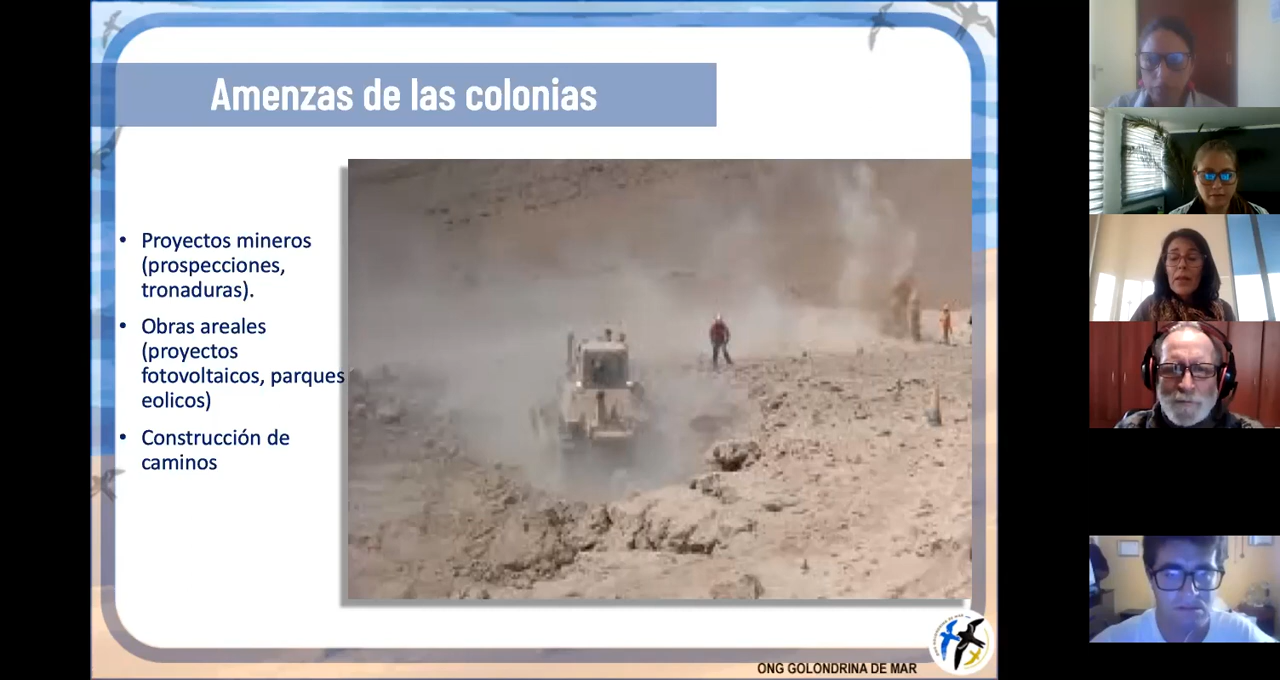 Amenzas de las colonias
• Proyectos mineros
(prospecciones,
tronaduras).
• Obras areales
(proyectos
fotovoltaicos, parques
eolicos)
• Construcción de
caminos
ONG GOLONDRINA DE MAR